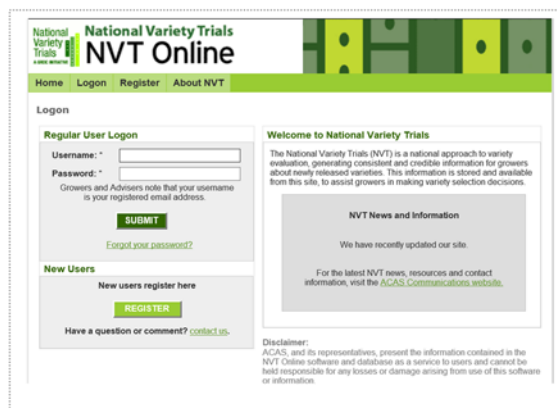 National
Variety
Trials
A GRDC INITIATIVE
National Variety Trials
NVT Online
Home Logon Register About NVT
Logon
Regular User Logon
Username: *
Password: *
Growers and Advisers note that your username
is your registered email address.
SUBMIT
Forgot your password?
New Users
New users register here
REGISTER
Have a question or comment? contact us.
Welcome to National Variety Trials
The National Variety Trials (NVT) is a national approach to variety
evaluation, generating consistent and credible information for growers
about newly released varieties. This information is stored and available
from this site, to assist growers in making variety selection decisions.
NVT News and Information
We have recently updated our site.
For the latest NVT news, resources and contact
information, visit the ACAS Communications website.
Disclaimer:
ACAS, and its representatives, present the information contained in the
NVT Online software and database as a service to users and cannot be
held responsible for any losses or damage arising from use of this software
or information.